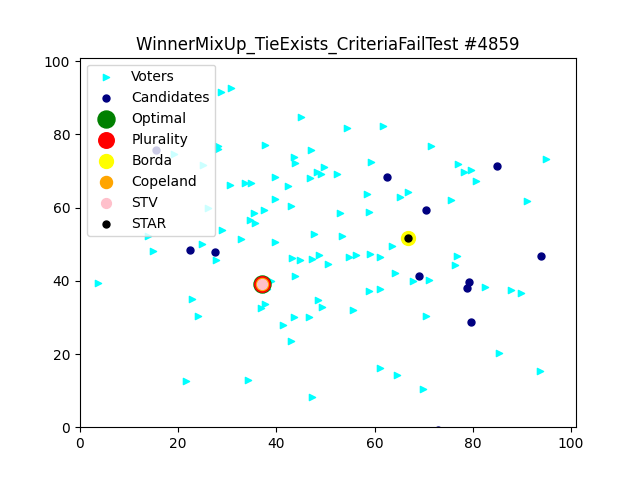 WinnerMixUp_TieExists_CriteriaFailTest #4859
100
80
60
40
20
0
0
20
40
60
80
100
Voters
Candidates
Optimal
Plurality
Borda
Copeland
STV
STAR